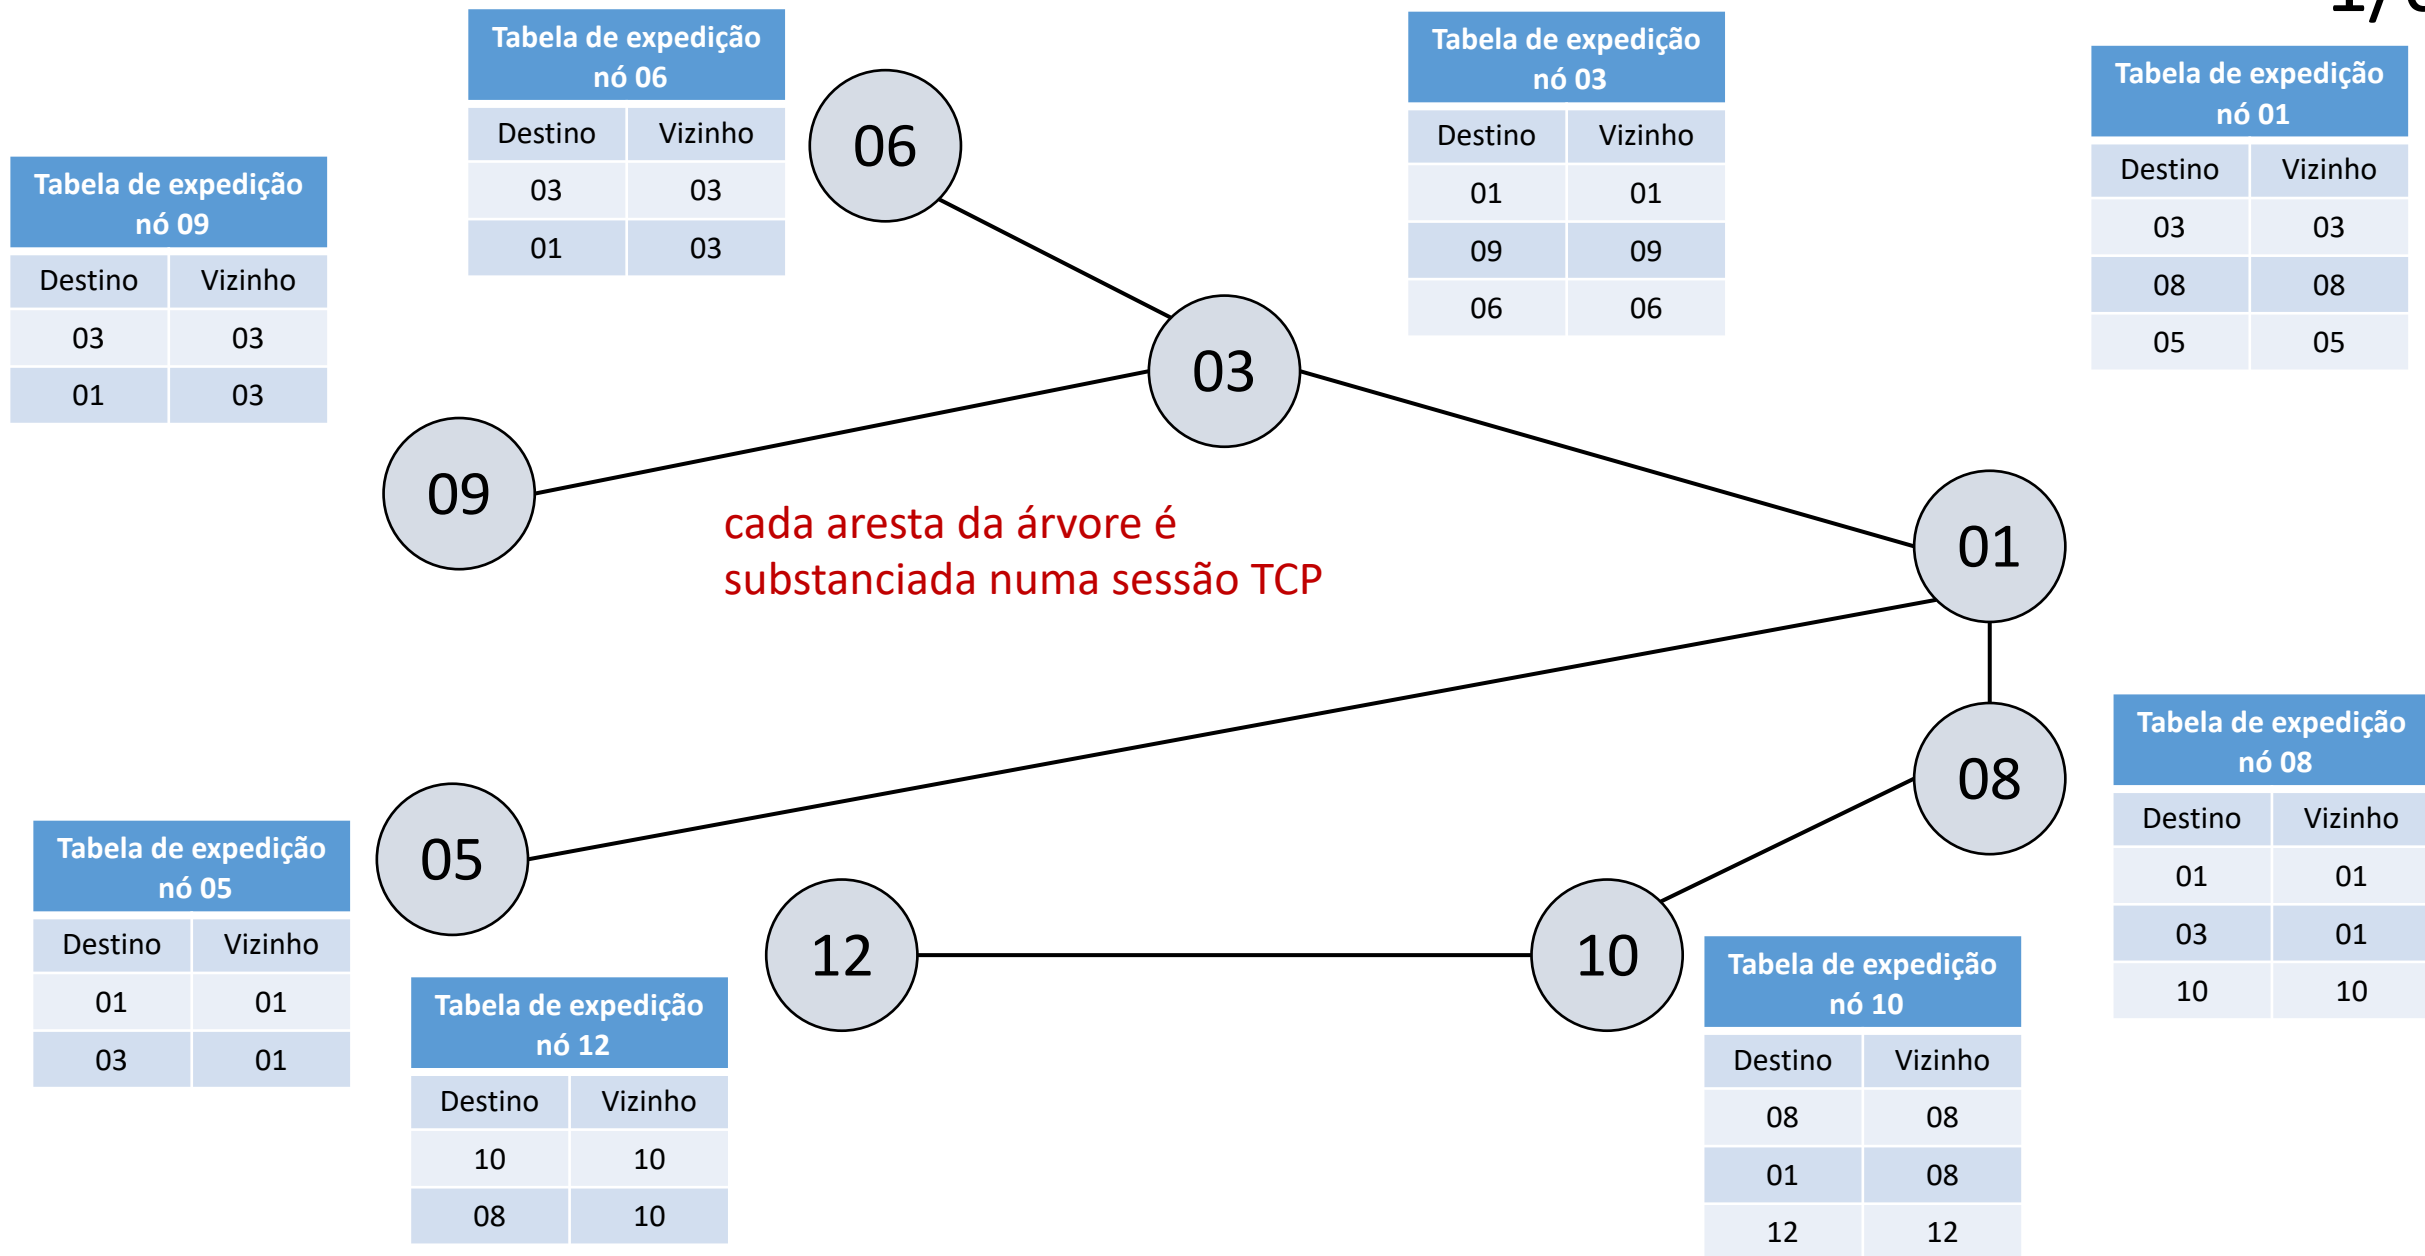 Tabela de expedição
nó 06
Destino Vizinho
03 03
01 03
Tabela de expedição
nó 03
Destino Vizinho
01 01
09 09
06 06
Tabela de expedição
nó 01
Destino Vizinho
03 03
08 08
05 05
Tabela de expedição
nó 09
Destino Vizinho
03 03
01 03
06
03
09
01
cada aresta da árvore é
substanciada numa sessão TCP
08
05
12
10
Tabela de expedição
nó 08
Destino Vizinho
01 01
03 01
10 10
Tabela de expedição
nó 05
Destino Vizinho
01 01
03 01
Tabela de expedição
nó 12
Destino Vizinho
10 10
08 10
Tabela de expedição
nó 10
Destino Vizinho
08 08
01 08
12 12